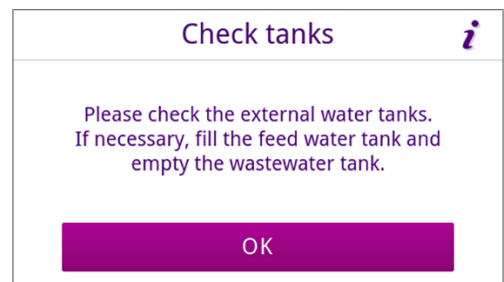 Check tanks i
Please check the external water tanks.
If necessary, fill the feed water tank and
empty the wastewater tank.
OK